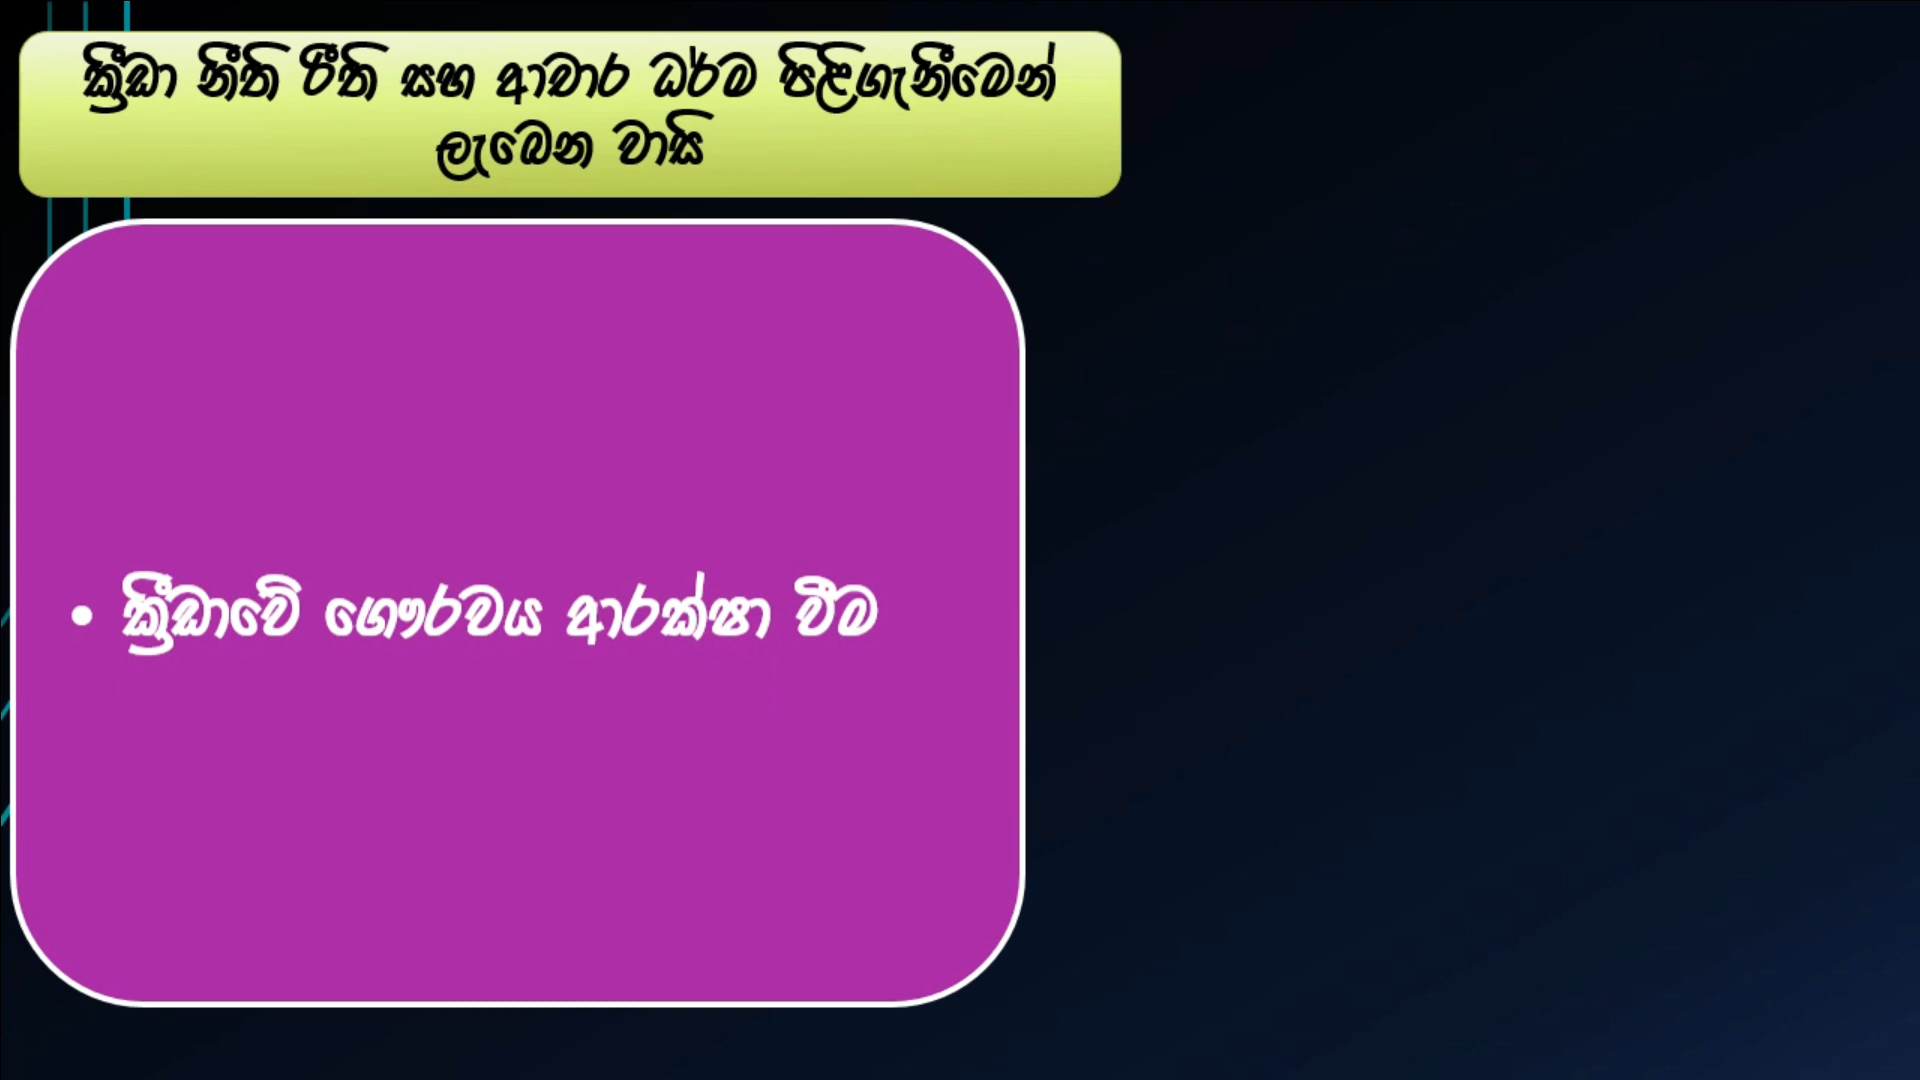 ක්‍රීඩා නීති රීති සහ ආචාර ධර්ම පිළිගැනීමෙන්
ලැබෙන වාසි
• ක්‍රීඩාවේ ගෞරවය ආරක්ෂා වීම